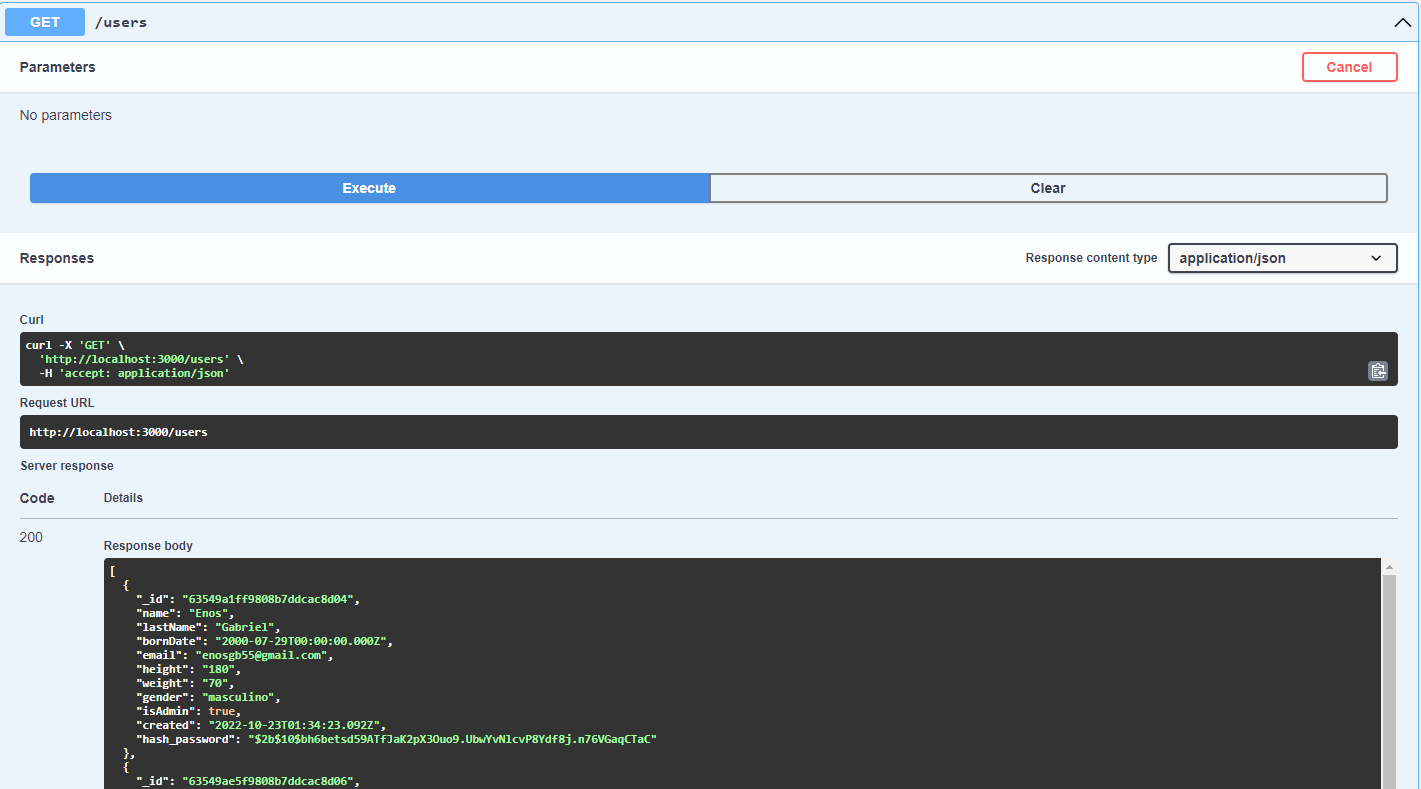 GET /users
Parameters Cancel
No parameters
Execute Clear
Responses Response content type application/json
Curl
curl -X 'GET' \
  'http://localhost:3000/users' \
  -H 'accept: application/json'
Request URL
http://localhost:3000/users
Server response
Code Details
200
Response body
[
  {
    "_id": "63549a1ff9808b7ddcac8d04",
    "name": "Enos",
    "lastName": "Gabriel",
    "bornDate": "2000-07-29T00:00:00.000Z",
    "email": "enosgb55@gmail.com",
    "height": "180",
    "weight": "70",
    "gender": "masculino",
    "isAdmin": true,
    "created": "2022-10-23T01:34:23.092Z",
    "hash_password": "$2b$10$bh6betsd59ATfJaK2pX3Ouo9.UbwYvNlcvP8Ydf8j.n76VGaqCTaC"
  },
  {
    "_id": "63549ae5f9808b7ddcac8d06",